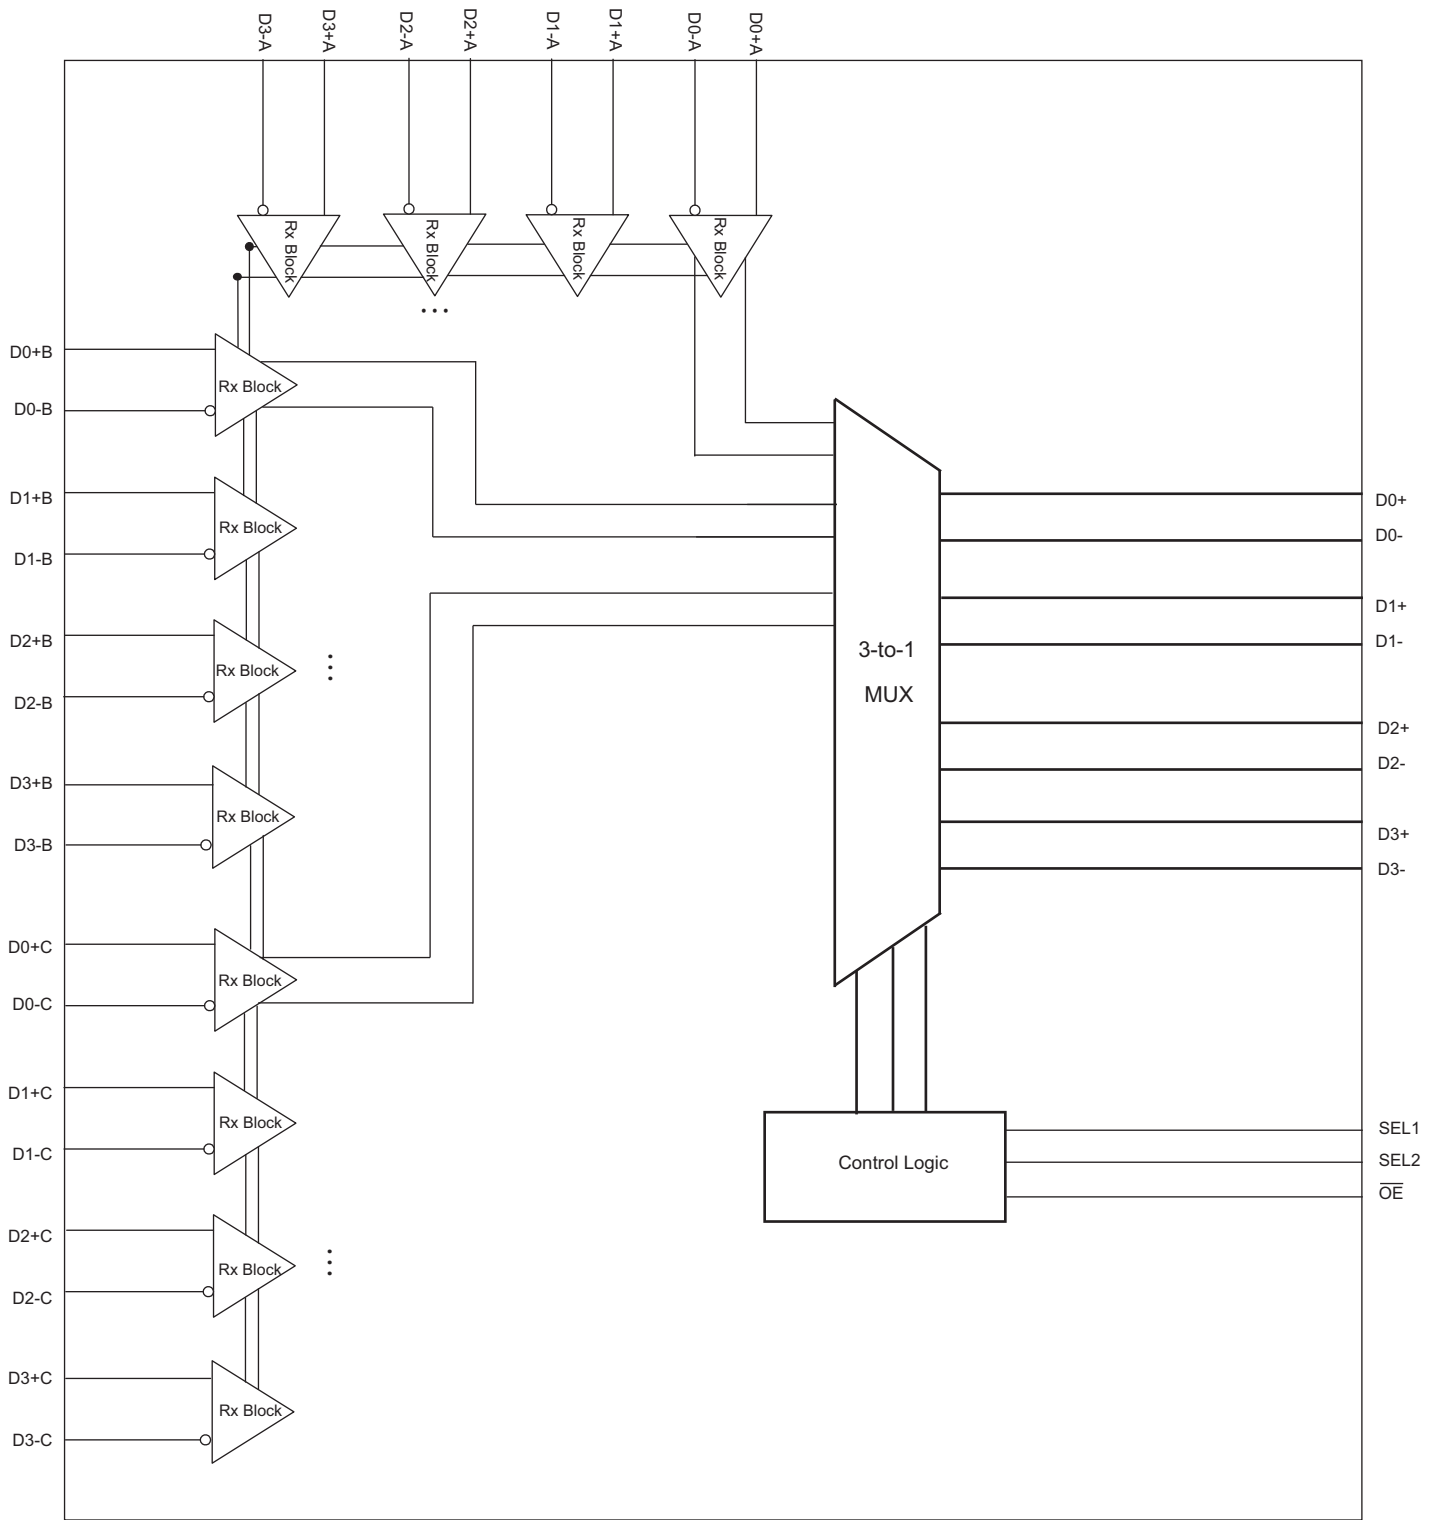 D3-A
D3+A
D2-A
D2+A
D1-A
D1+A
D0-A
D0+A
Rx Block
Rx Block
Rx Block
Rx Block
...
D0+B
D0-B
Rx Block
D1+B
D1-B
Rx Block
D2+B
D2-B
Rx Block
...
D3+B
D3-B
Rx Block
D0+C
D0-C
Rx Block
D1+C
D1-C
Rx Block
D2+C
D2-C
Rx Block
...
D3+C
D3-C
Rx Block
3-to-1
MUX
D0+
D0-
D1+
D1-
D2+
D2-
D3+
D3-
Control Logic
SEL1
SEL2
O̅E̅